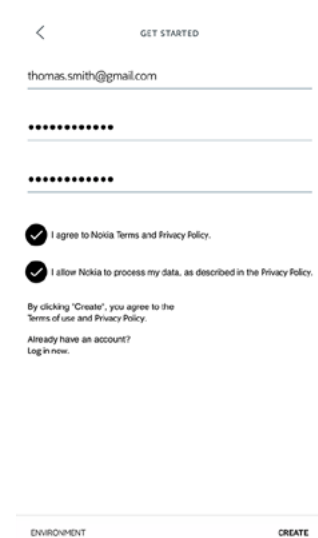 GET STARTED
thomas.smith@gmail.com
••••••••••••
••••••••••••
I agree to Nokia Terms and Privacy Policy.
I allow Nokia to process my data, as described in the Privacy Policy.
By clicking "Create", you agree to the
Terms of use and Privacy Policy.
Already have an account?
Log in now.
ENVIRONMENT CREATE